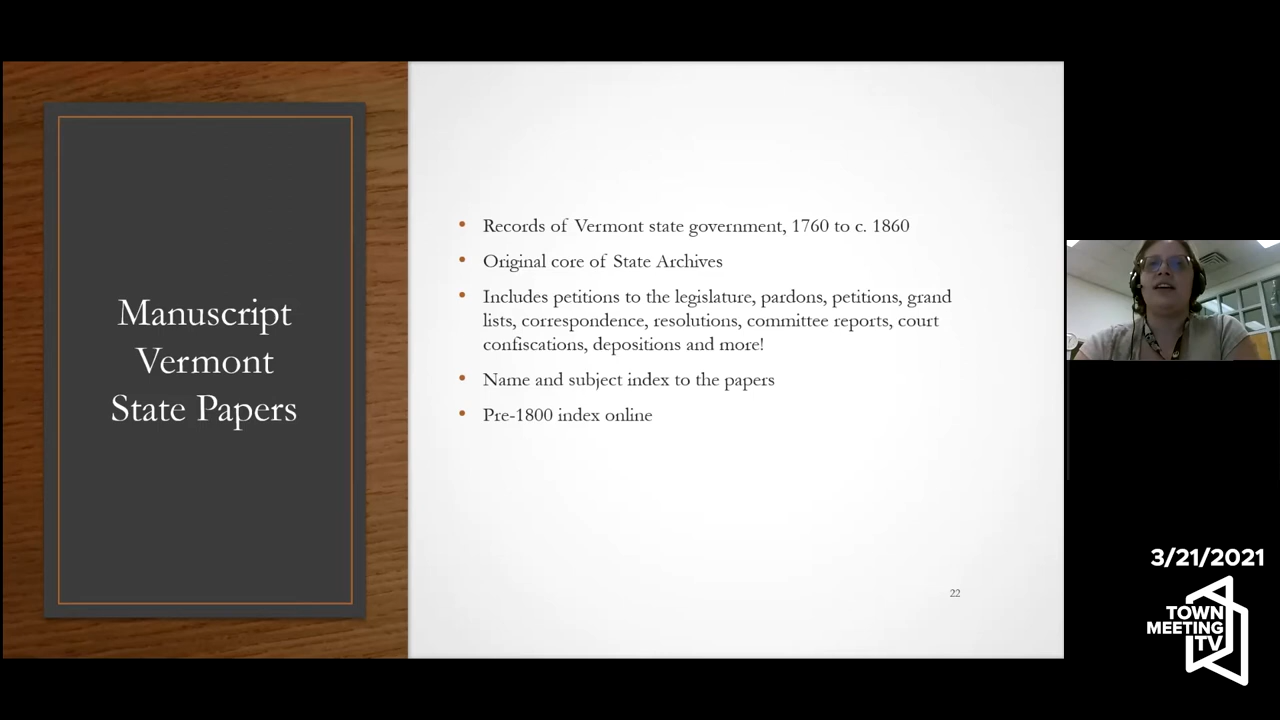 Manuscript
Vermont
State Papers
• Records of Vermont state government, 1760 to c. 1860
• Original core of State Archives
• Includes petitions to the legislature, pardons, petitions, grand
lists, correspondence, resolutions, committee reports, court
confiscations, depositions and more!
• Name and subject index to the papers
• Pre-1800 index online
22
3/21/2021
TOWN
MEETING
TV